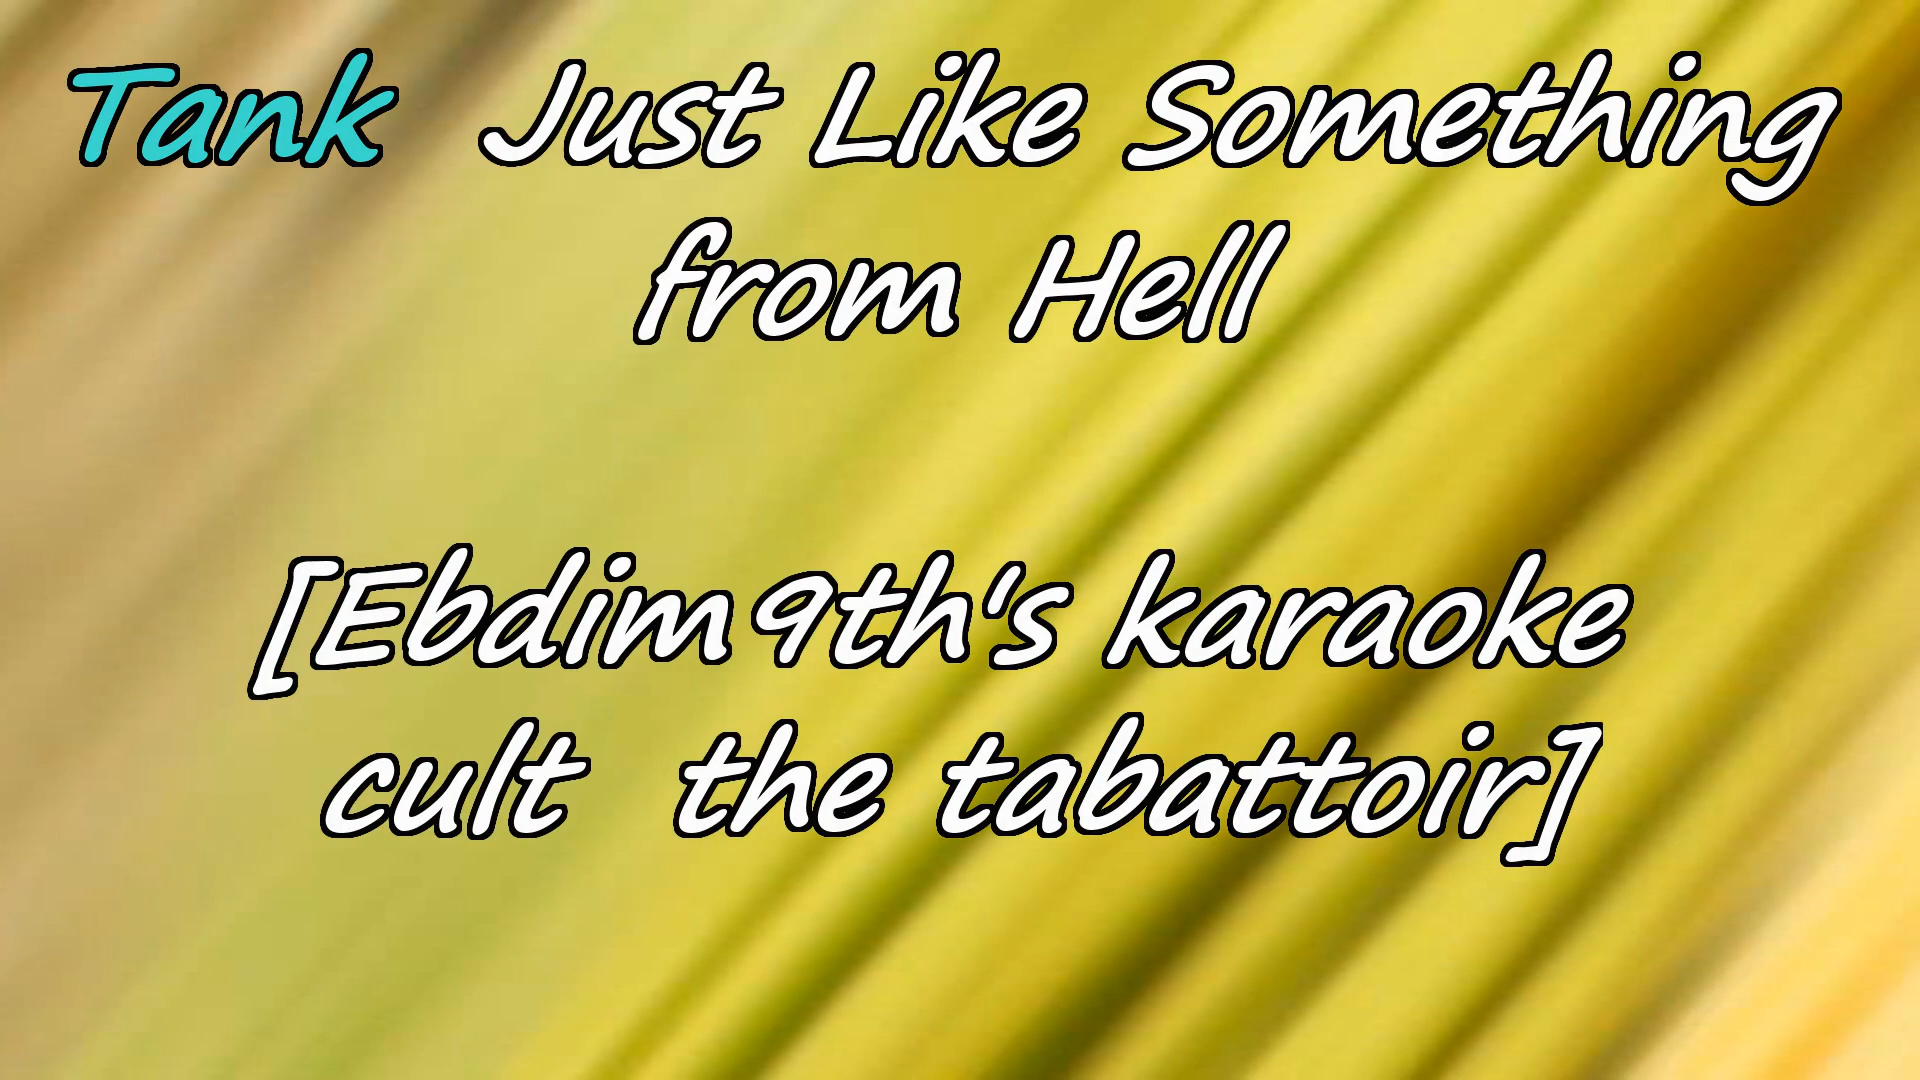 Tank  Just Like Something
from Hell
[Ebdim9th's karaoke
cult  the tabattoir]